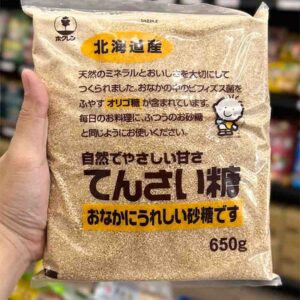 ホクレン
北海道産
天然のミネラルとおいしさを大切にして
つくられました。おなかの中のビフィズス菌を
ふやす オリゴ糖 が含まれています。
毎日のお料理に、ふつうのお砂糖
と同じようにお使いください。
自然でやさしい甘さ
てんさい糖
おなかにうれしい砂糖です
650g